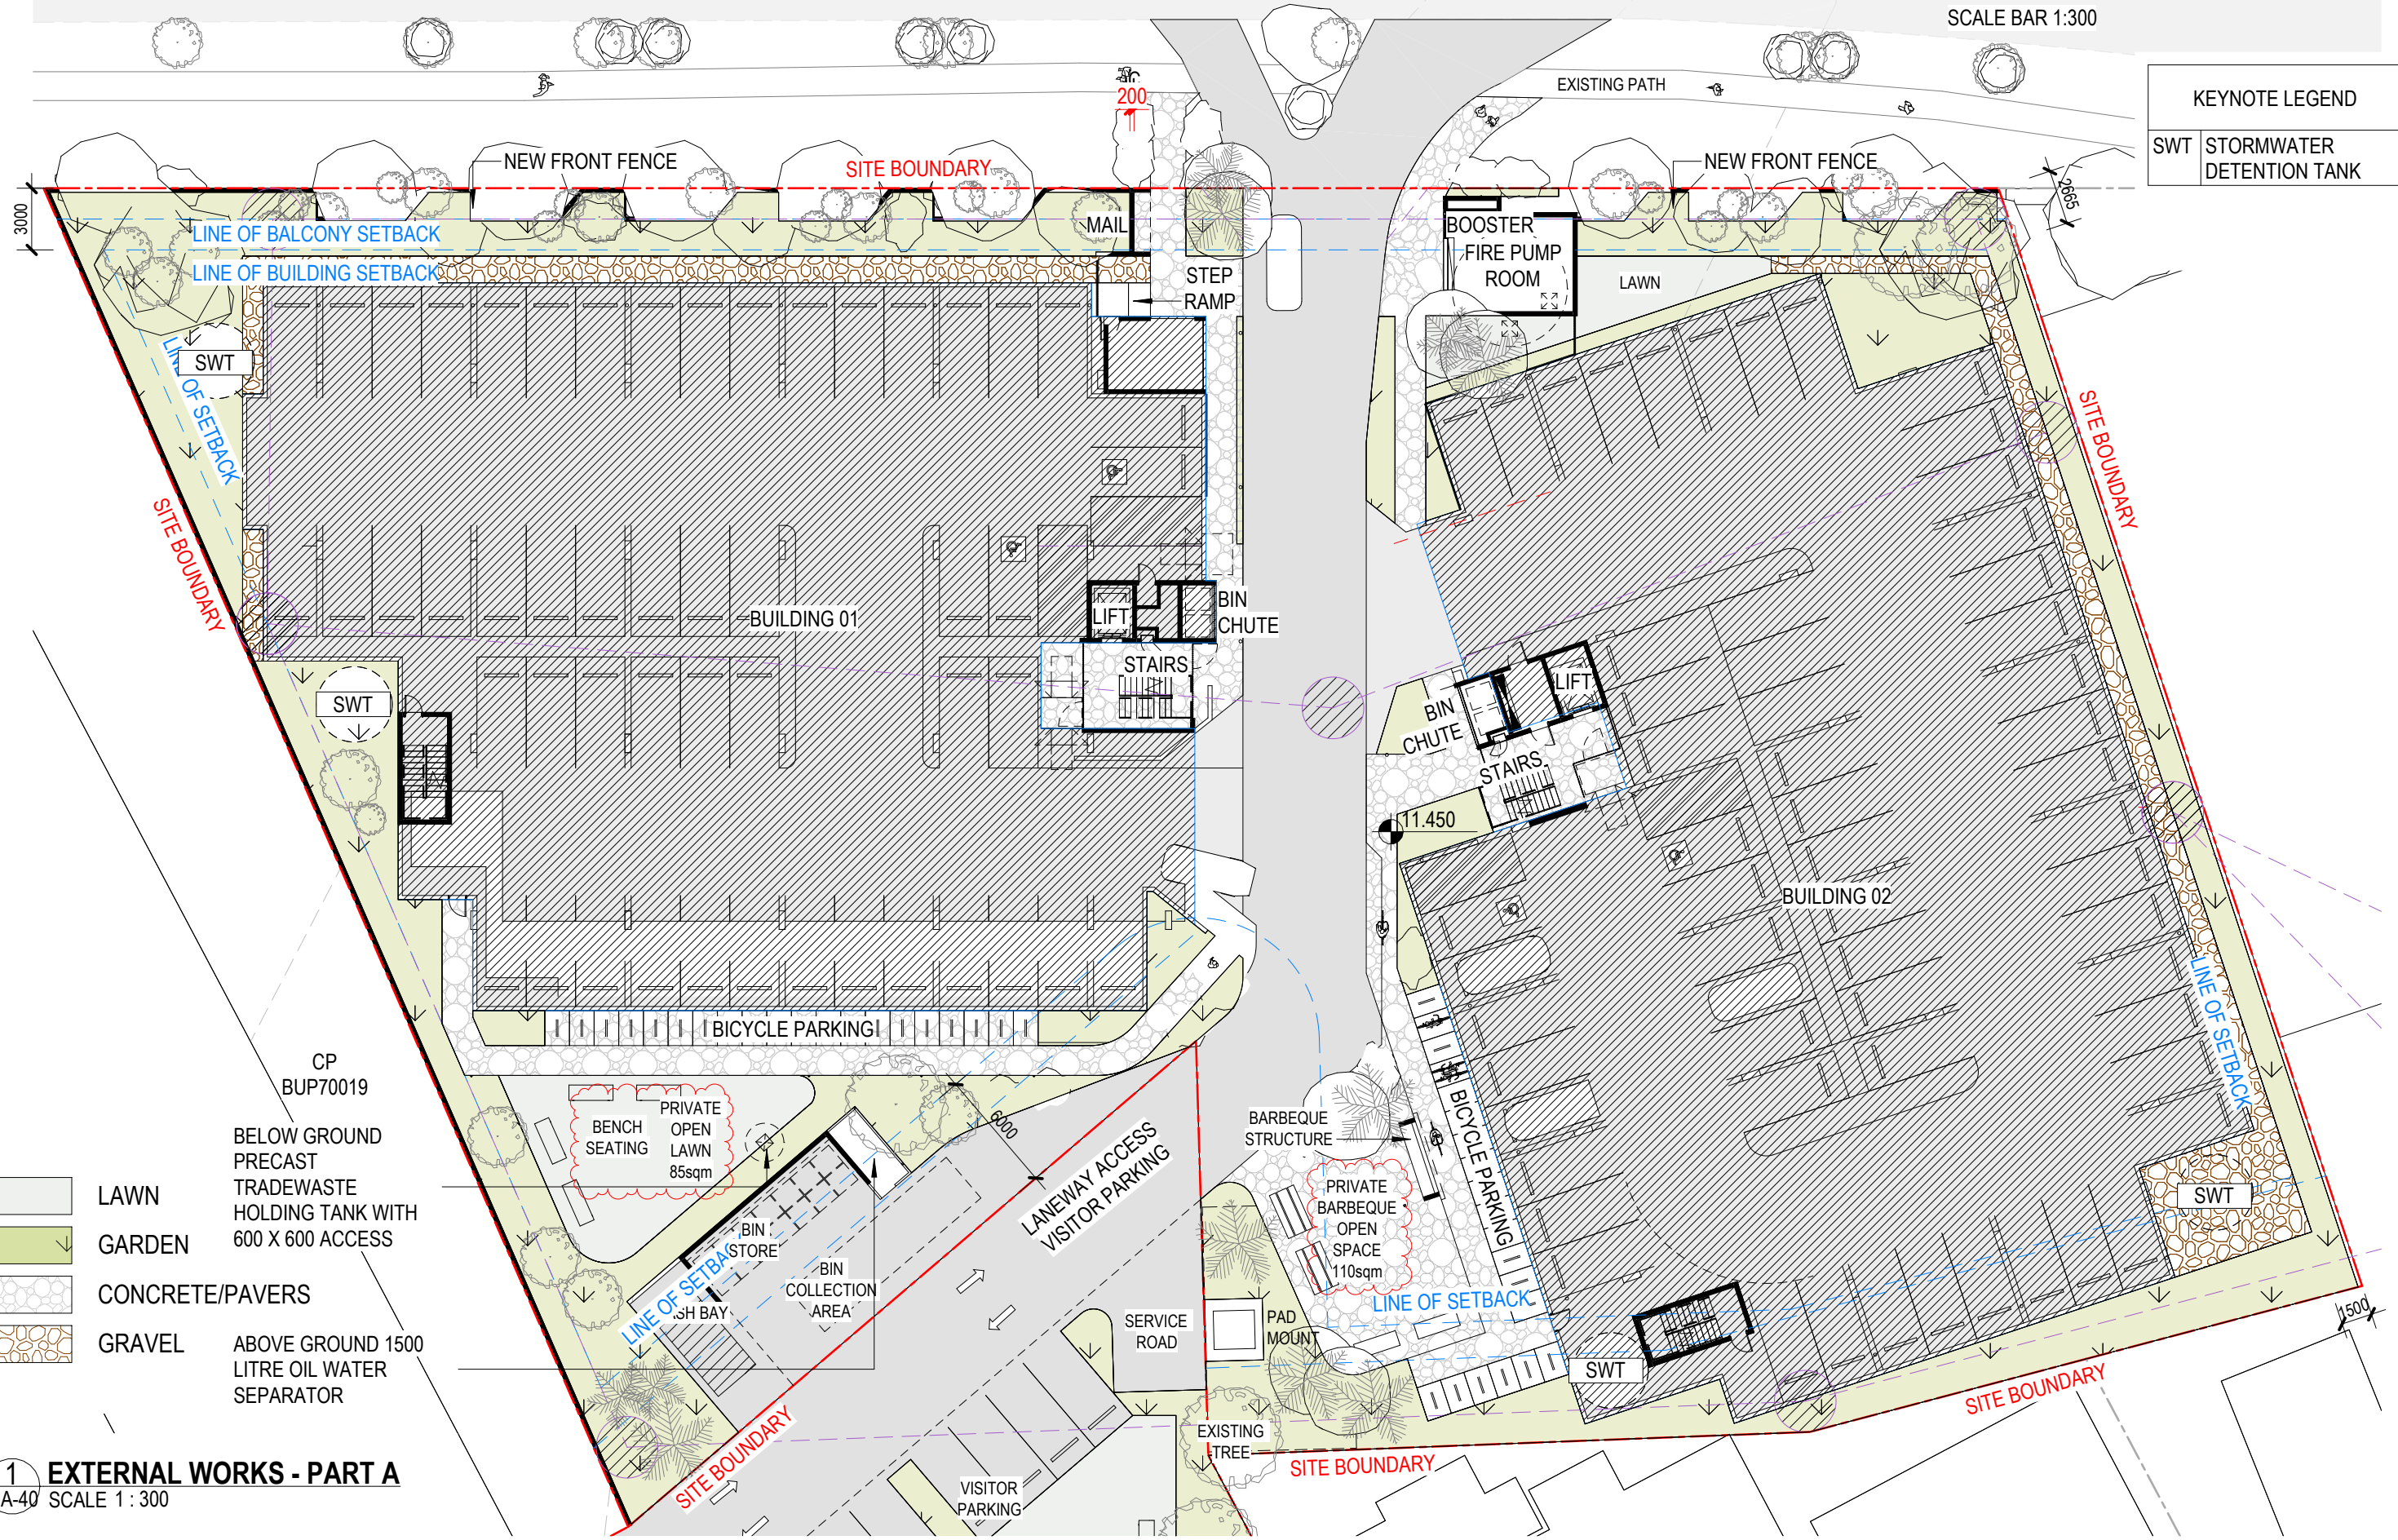 SCALE BAR 1:300
EXISTING PATH
KEYNOTE LEGEND
SWT
STORMWATER
DETENTION TANK
200
NEW FRONT FENCE
SITE BOUNDARY
NEW FRONT FENCE
2665
3000
LINE OF BALCONY SETBACK
LINE OF BUILDING SETBACK
MAIL
STEP
RAMP
BOOSTER
FIRE PUMP
ROOM
LAWN
SWT
LINE OF SETBACK
SITE BOUNDARY
SITE BOUNDARY
BUILDING 01
LIFT
BIN
CHUTE
STAIRS
SWT
LIFT
BIN
CHUTE
STAIRS
11.450
BUILDING 02
LINE OF SETBACK
BICYCLE PARKING
CP
BUP70019
BENCH
SEATING
PRIVATE
OPEN
LAWN
85sqm
6000
LANEWAY ACCESS
VISITOR PARKING
BARBEQUE
STRUCTURE
BICYCLE PARKING
PRIVATE
BARBEQUE
OPEN
SPACE
110sqm
SWT
LAWN
GARDEN
CONCRETE/PAVERS
GRAVEL
BELOW GROUND
PRECAST
TRADEWASTE
HOLDING TANK WITH
600 X 600 ACCESS
ABOVE GROUND 1500
LITRE OIL WATER
SEPARATOR
BIN
STORE
LINE OF SETBAC
SH BAY
BIN
COLLECTION
AREA
SERVICE
ROAD
PAD
MOUNT
LINE OF SETBACK
SWT
1500
SITE BOUNDARY
EXISTING
TREE
SITE BOUNDARY
SITE BOUNDARY
VISITOR
PARKING
1
A-40
EXTERNAL WORKS - PART A
SCALE 1 : 300